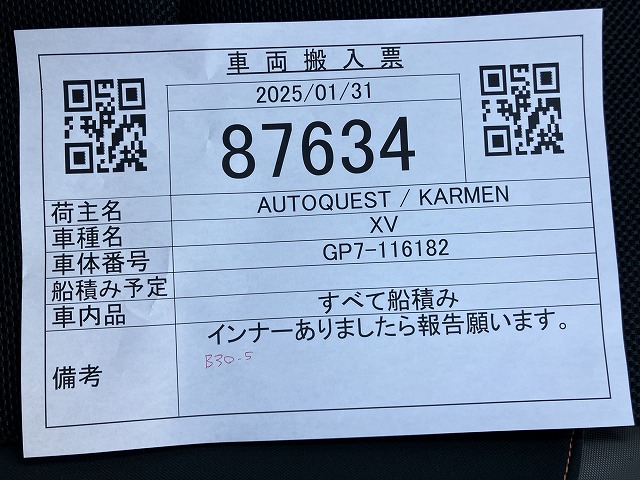 車両搬入票
2025/01/31
87634
荷主名 AUTOQUEST / KARMEN
車種名 XV
車体番号 GP7-116182
船積み予定
車内品 すべて船積み
備考 インナーありましたら報告願います。
B30-5